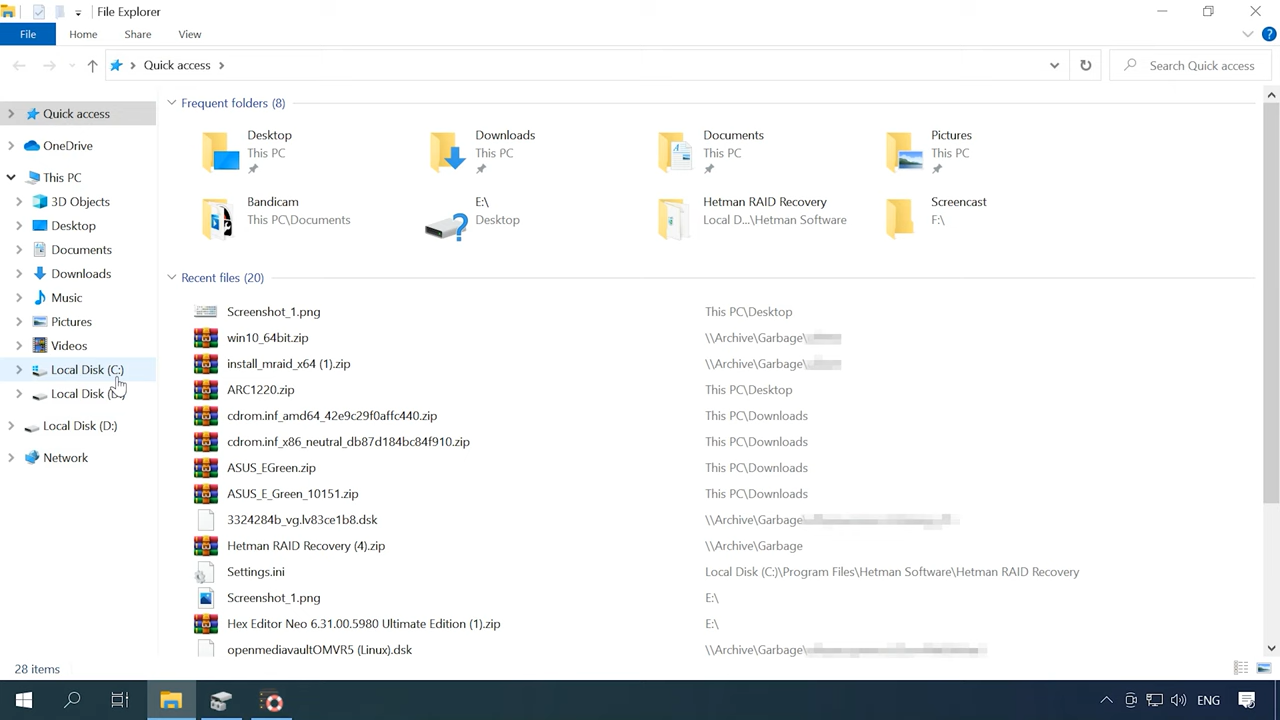 File Explorer
File Home Share View
Quick access
Search Quick access
Quick access
OneDrive
This PC
3D Objects
Desktop
Documents
Downloads
Music
Pictures
Videos
Local Disk (C:)
Local Disk
Local Disk (D:)
Network
Frequent folders (8)
Desktop
This PC
Downloads
This PC
Documents
This PC
Pictures
This PC
Bandicam
This PC\Documents
E:\
Desktop
Hetman RAID Recovery
Local D...\Hetman Software
Screencast
F:\
Recent files (20)
Screenshot_1.png This PC\Desktop
win10_64bit.zip \\Archive\Garbage\
install_mraid_x64 (1).zip \\Archive\Garbage\
ARC1220.zip This PC\Desktop
cdrom.inf_amd64_42e9c29f0affc440.zip This PC\Downloads
cdrom.inf_x86_neutral_db87d184bc84f910.zip This PC\Downloads
ASUS_EGreen.zip This PC\Downloads
ASUS_E_Green_10151.zip This PC\Downloads
3324284b_vg.lv83ce1b8.dsk \\Archive\Garbage\
Hetman RAID Recovery (4).zip \\Archive\Garbage
Settings.ini Local Disk (C:)\Program Files\Hetman Software\Hetman RAID Recovery
Screenshot_1.png E:\
Hex Editor Neo 6.31.00.5980 Ultimate Edition (1).zip E:\
openmediavaultOMVR5 (Linux).dsk \\Archive\Garbage\
28 items
ENG